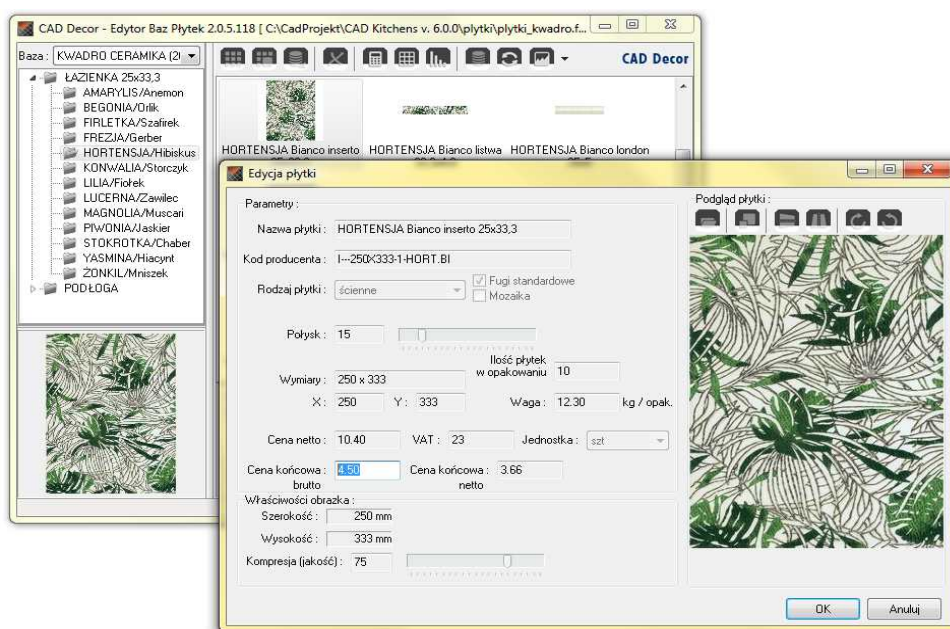 CAD Decor - Edytor Baz Płytek 2.0.5.118 [ C:\CadProjekt\CAD Kitchens v. 6.0.0\plytki\plytki_kwadro.f...
Baza : KWADRO CERAMIKA (2(
CAD Decor
ŁAZIENKA 25x33,3
AMARYLIS/Anemon
BEGONIA/Orlik
FIRLETKA/Szafirek
FREZJA/Gerber
HORTENSJA/Hibiskus
KONWALIA/Storczyk
LILIA/Fiołek
LUCERNA/Zawilec
MAGNOLIA/Muscari
PIWONIA/Jaskier
STOKROTKA/Chaber
YASMINA/Hiacynt
ŻONKIL/Mniszek
PODŁOGA
HORTENSJA Bianco inserto
HORTENSJA Bianco listwa
HORTENSJA Bianco london
Edycja płytki
Parametry :
Nazwa płytki : HORTENSJA Bianco inserto 25x33,3
Kod producenta : I---250X333-1-HORT.BI
Rodzaj płytki : ścienne
Fugi standardowe
Mozaika
Połysk : 15
Ilość płytek
w opakowaniu 10
Wymiary : 250 x 333
X : 250 Y : 333 Waga : 12.30 kg / opak.
Cena netto : 10.40 VAT : 23 Jednostka : szt
Cena końcowa : 4.50 Cena końcowa : 3.66
brutto netto
Właściwości obrazka :
Szerokość : 250 mm
Wysokość : 333 mm
Kompresja (jakość) : 75
Podgląd płytki :
OK Anuluj